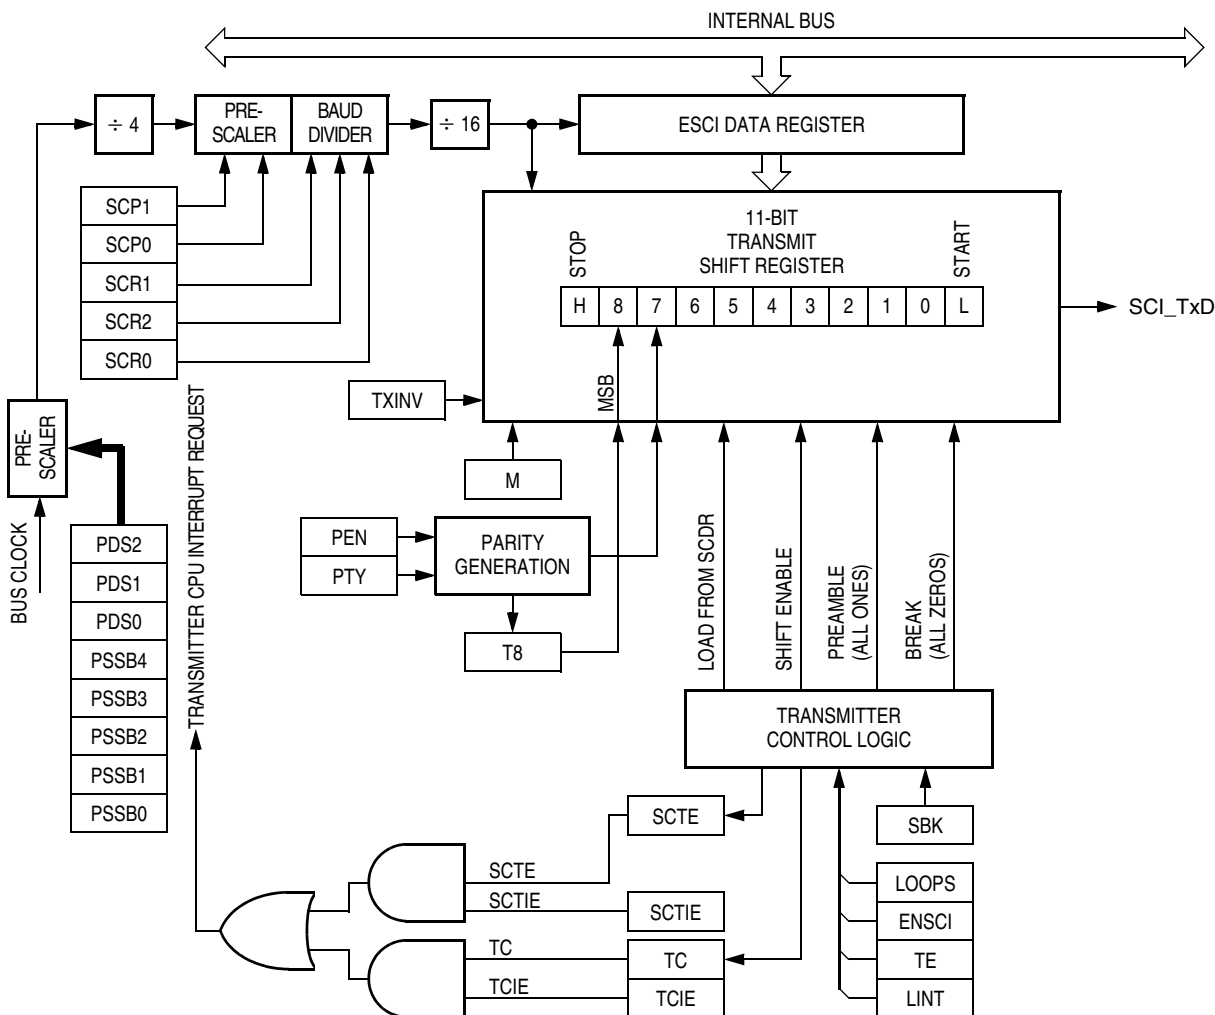 INTERNAL BUS
÷ 4
PRE-
SCALER
BAUD
DIVIDER
÷ 16
ESCI DATA REGISTER
SCP1
SCP0
SCR1
SCR2
SCR0
11-BIT
TRANSMIT
SHIFT REGISTER
STOP
START
H 8 7 6 5 4 3 2 1 0 L
SCI_TxD
MSB
TXINV
M
PRE-
SCALER
BUS CLOCK
PDS2
PDS1
PDS0
PSSB4
PSSB3
PSSB2
PSSB1
PSSB0
TRANSMITTER CPU INTERRUPT REQUEST
PEN
PTY
PARITY
GENERATION
T8
LOAD FROM SCDR
SHIFT ENABLE
PREAMBLE
(ALL ONES)
BREAK
(ALL ZEROS)
TRANSMITTER
CONTROL LOGIC
SCTE
SBK
SCTE
SCTIE
SCTIE
LOOPS
ENSCI
TE
LINT
TC
TC
TCIE
TCIE